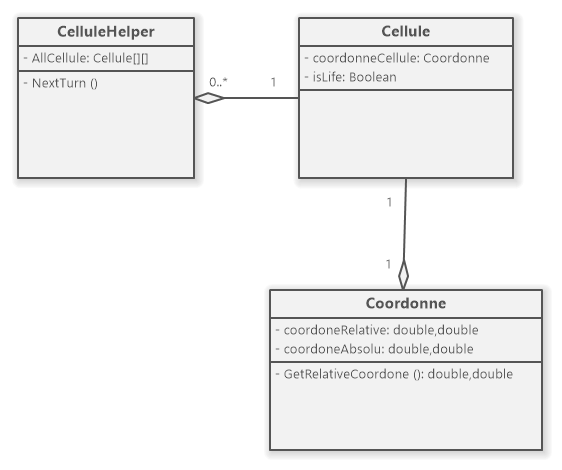 CelluleHelper
- AllCellule: Cellule[][]
- NextTurn ()
0..*
1
Cellule
- coordonneCellule: Coordonne
- isLife: Boolean
1
1
Coordonne
- coordoneRelative: double,double
- coordoneAbsolu: double,double
- GetRelativeCoordone (): double,double